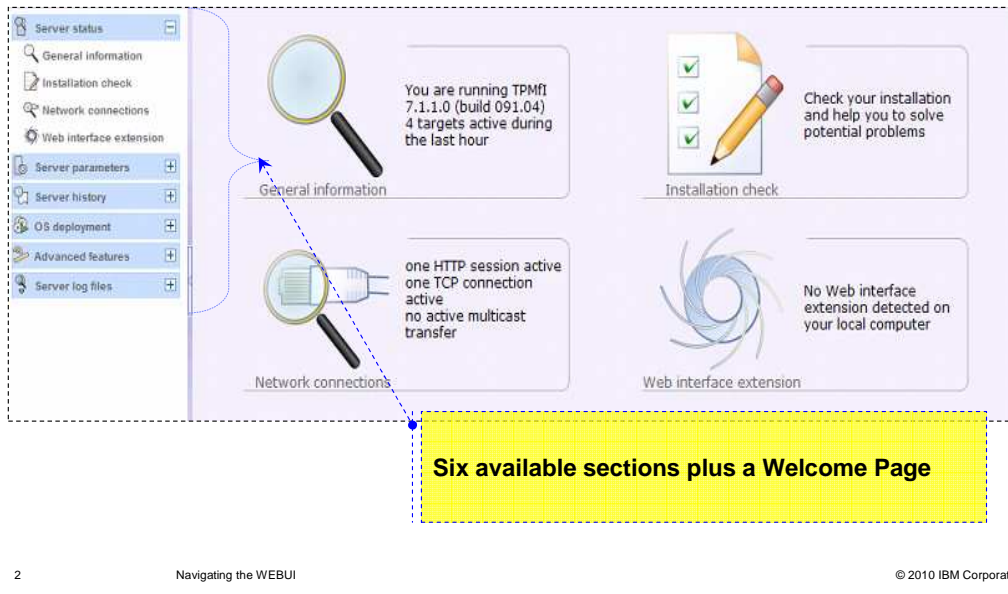 Server status
General information
Installation check
Network connections
Web interface extension
Server parameters
Server history
OS deployment
Advanced features
Server log files
You are running TPMfI
7.1.1.0 (build 091.04)
4 targets active during
the last hour
General information
Check your installation
and help you to solve
potential problems
Installation check
one HTTP session active
one TCP connection
active
no active multicast
transfer
Network connections
No Web interface
extension detected on
your local computer
Web interface extension
Six available sections plus a Welcome Page
2
Navigating the WEBUI
© 2010 IBM Corporat